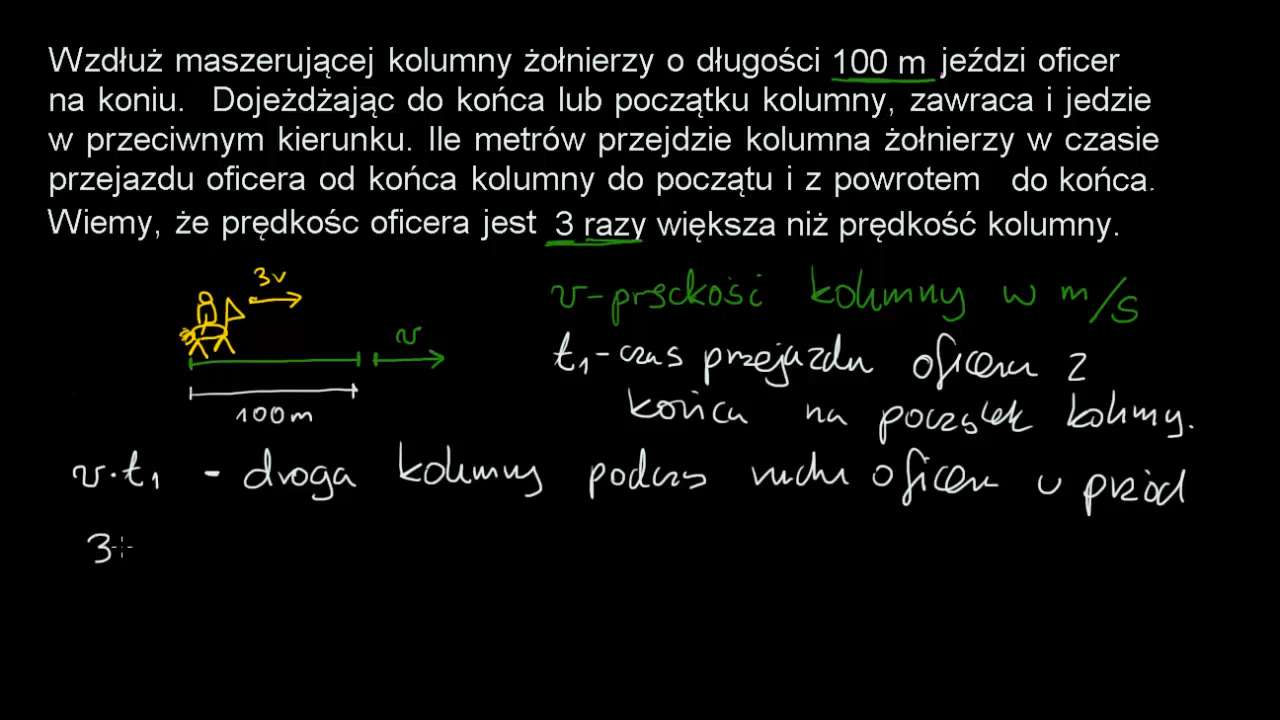 Wzdłuż maszerującej kolumny żołnierzy o długości 100 m jeździ oficer
na koniu. Dojeżdżając do końca lub początku kolumny, zawraca i jedzie
w przeciwnym kierunku. Ile metrów przejdzie kolumna żołnierzy w czasie
przejazdu oficera od końca kolumny do początu i z powrotem do końca.
Wiemy, że prędkośc oficera jest 3 razy większa niż prędkość kolumny.
3v
v
100m
v-pręckość kolumny w m/s
t1-czas przejazdu oficera z
końca na początek kolumny.
v·t1 - droga kolumny podczas ruchu oficera w przód
3